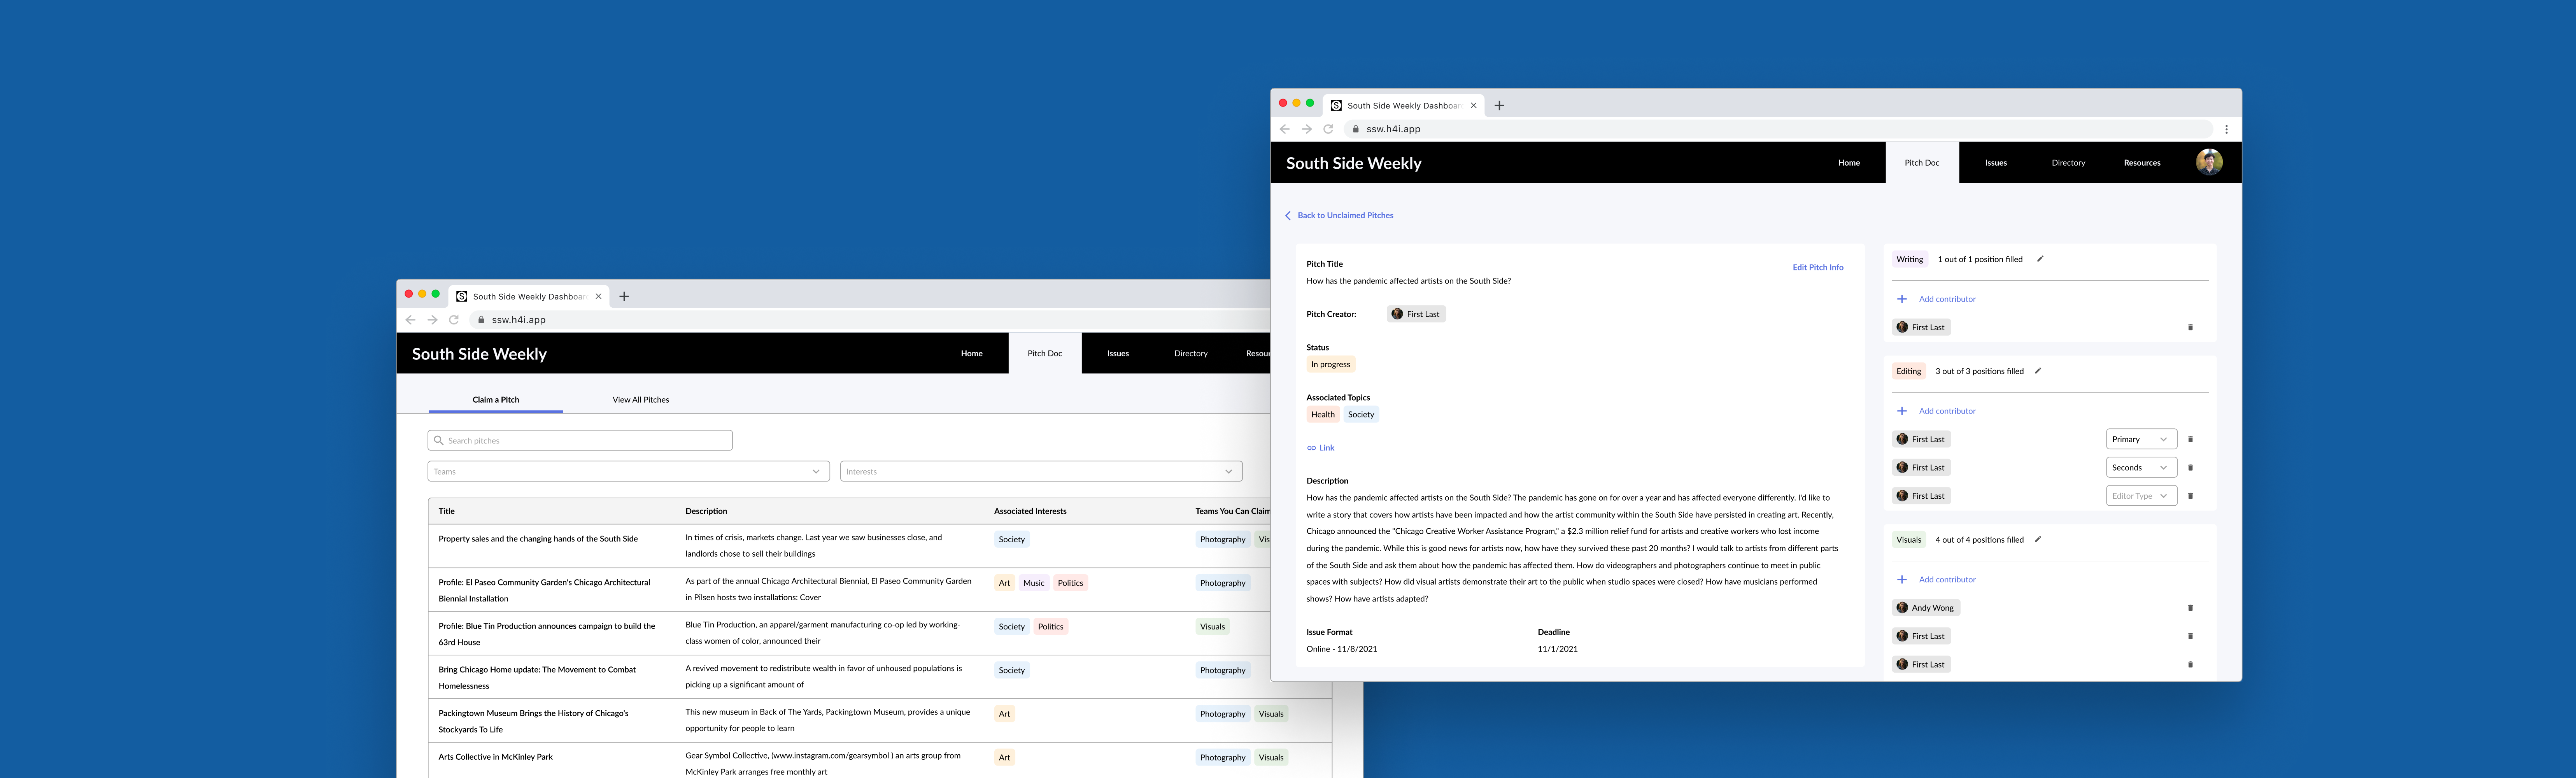 South Side Weekly Dashboar
ssw.h4i.app
South Side Weekly
Home
Pitch Doc
Issues
Directory
Resour
Claim a Pitch
View All Pitches
Search pitches
Teams
Interests
Title
Description
Associated Interests
Teams You Can Claim
Property sales and the changing hands of the South Side
In times of crisis, markets change. Last year we saw businesses close, and
landlords chose to sell their buildings
Society
Photography
Vis
Profile: El Paseo Community Garden's Chicago Architectural
Biennial Installation
As part of the annual Chicago Architectural Biennial, El Paseo Community Garden
in Pilsen hosts two installations: Cover
Art
Music
Politics
Photography
Profile: Blue Tin Production announces campaign to build the
63rd House
Blue Tin Production, an apparel/garment manufacturing co-op led by working-
class women of color, announced their
Society
Politics
Visuals
Bring Chicago Home update: The Movement to Combat
Homelessness
A revived movement to redistribute wealth in favor of unhoused populations is
picking up a significant amount of
Society
Photography
Packingtown Museum Brings the History of Chicago's
Stockyards To Life
This new museum in Back of The Yards, Packingtown Museum, provides a unique
opportunity for people to learn
Art
Photography
Visuals
Arts Collective in McKinley Park
Gear Symbol Collective, (www.instagram.com/gearsymbol ) an arts group from
McKinley Park arranges free monthly art
Art
Photography
Visuals
South Side Weekly Dashboar
ssw.h4i.app
South Side Weekly
Home
Pitch Doc
Issues
Directory
Resources
Back to Unclaimed Pitches
Pitch Title
Edit Pitch Info
How has the pandemic affected artists on the South Side?
Pitch Creator:
First Last
Status
In progress
Associated Topics
Health
Society
Link
Description
How has the pandemic affected artists on the South Side? The pandemic has gone on for over a year and has affected everyone differently. I'd like to
write a story that covers how artists have been impacted and how the artist community within the South Side have persisted in creating art. Recently,
Chicago announced the "Chicago Creative Worker Assistance Program," a $2.3 million relief fund for artists and creative workers who lost income
during the pandemic. While this is good news for artists now, how have they survived these past 20 months? I would talk to artists from different parts
of the South Side and ask them about how the pandemic has affected them. How do videographers and photographers continue to meet in public
spaces with subjects? How did visual artists demonstrate their art to the public when studio spaces were closed? How have musicians performed
shows? How have artists adapted?
Issue Format
Deadline
Online - 11/8/2021
11/1/2021
Writing
1 out of 1 position filled
Add contributor
First Last
Editing
3 out of 3 positions filled
Add contributor
First Last
Primary
First Last
Seconds
First Last
Editor Type
Visuals
4 out of 4 positions filled
Add contributor
Andy Wong
First Last
First Last